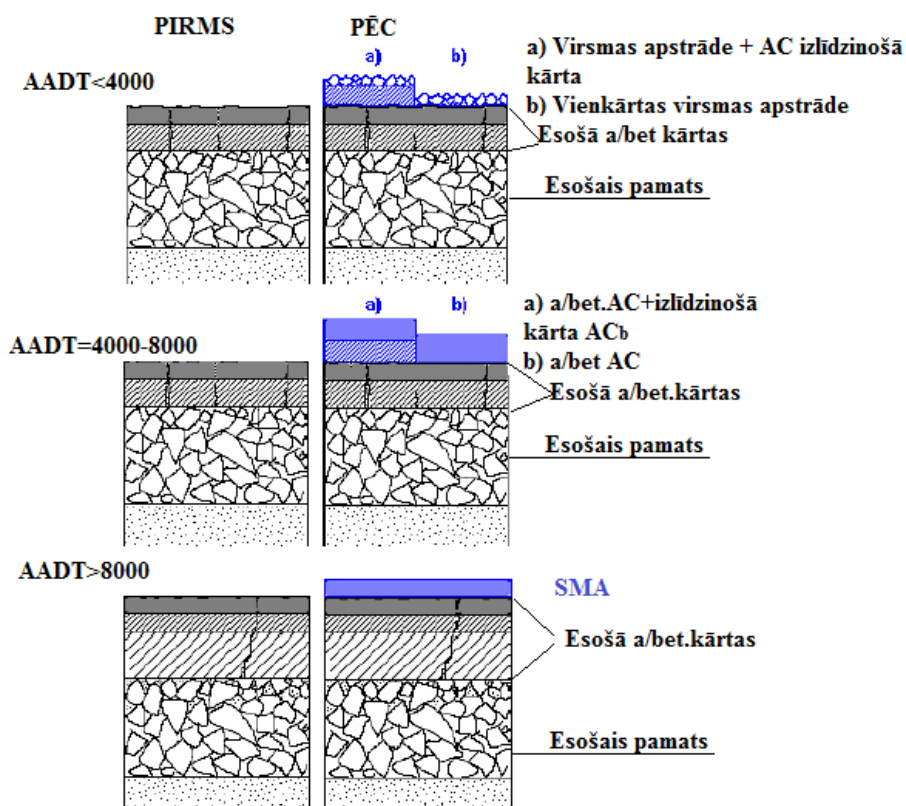 PIRMS
PĒC
a)
b)
a) Virsmas apstrāde + AC izlīdzinošā
kārta
b) Vienkārtas virsmas apstrāde
AADT<4000
Esošā a/bet kārtas
Esošais pamats
a)
b)
a) a/bet.AC+izlīdzinošā
kārta ACb
b) a/bet AC
AADT=4000-8000
Esošā a/bet.kārtas
Esošais pamats
AADT>8000
SMA
Esošā a/bet.kārtas
Esošais pamats